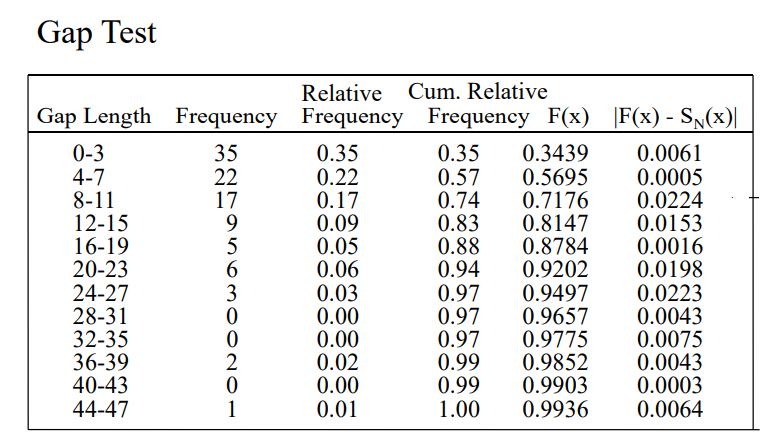 Gap Test
Relative Cum. Relative
Gap Length Frequency Frequency Frequency F(x) |F(x) - SN(x)|
0-3 35 0.35 0.35 0.3439 0.0061
4-7 22 0.22 0.57 0.5695 0.0005
8-11 17 0.17 0.74 0.7176 0.0224
12-15 9 0.09 0.83 0.8147 0.0153
16-19 5 0.05 0.88 0.8784 0.0016
20-23 6 0.06 0.94 0.9202 0.0198
24-27 3 0.03 0.97 0.9497 0.0223
28-31 0 0.00 0.97 0.9657 0.0043
32-35 0 0.00 0.97 0.9775 0.0075
36-39 2 0.02 0.99 0.9852 0.0043
40-43 0 0.00 0.99 0.9903 0.0003
44-47 1 0.01 1.00 0.9936 0.0064